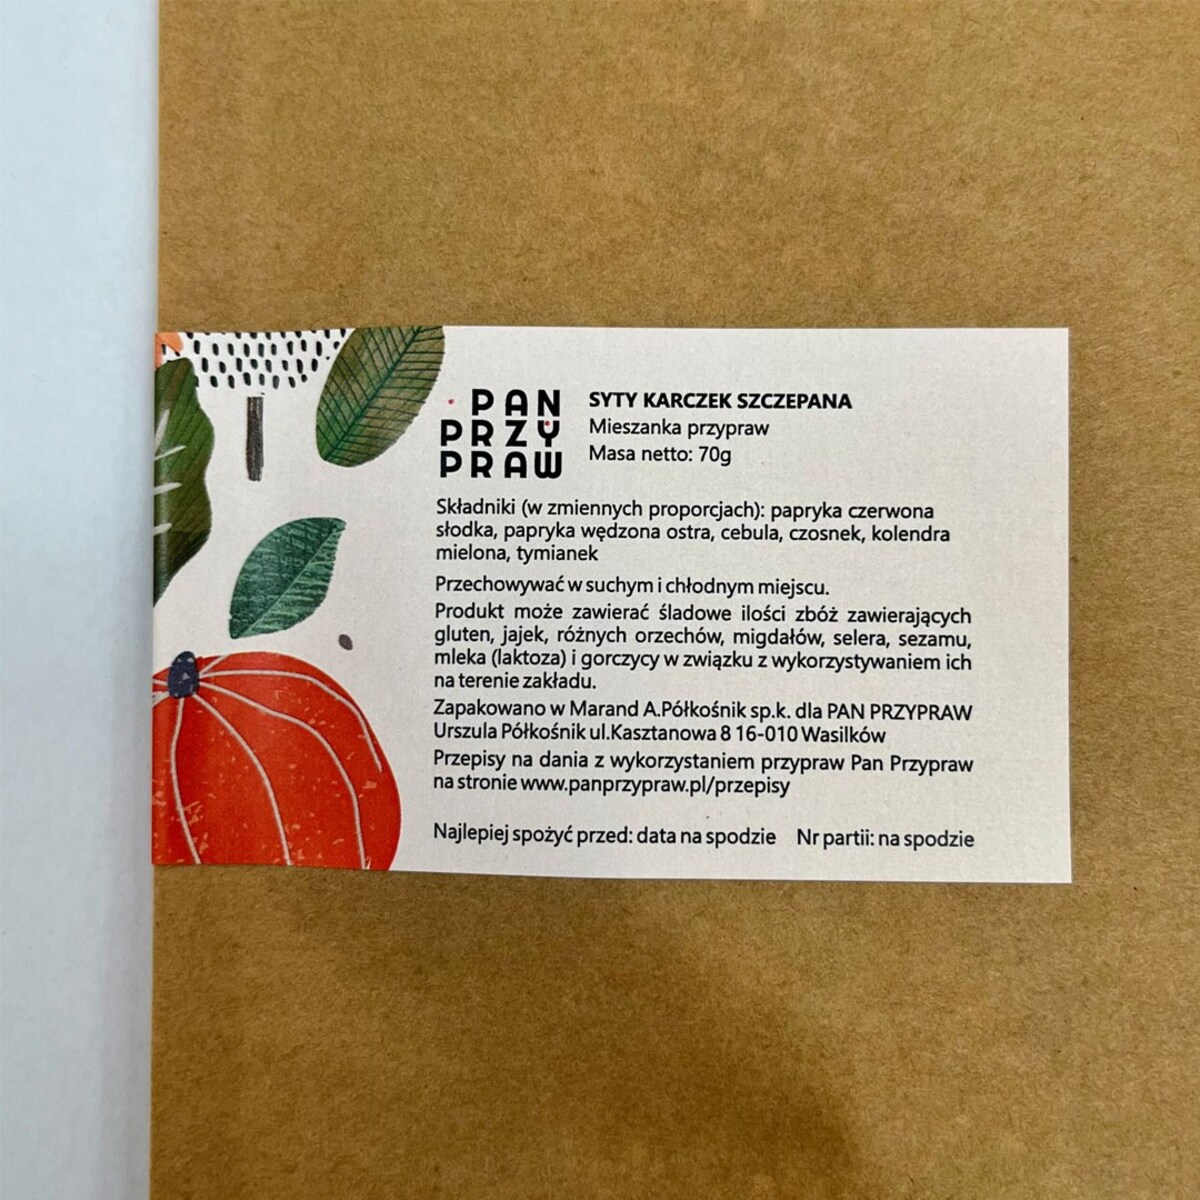 PAN
PRZY
PRAW
SYTY KARCZEK SZCZEPANA
Mieszanka przypraw
Masa netto: 70g
Składniki (w zmiennych proporcjach): papryka czerwona
słodka, papryka wędzona ostra, cebula, czosnek, kolendra
mielona, tymianek
Przechowywać w suchym i chłodnym miejscu.
Produkt może zawierać śladowe ilości zbóż zawierających
gluten, jajek, różnych orzechów, migdałów, selera, sezamu,
mleka (laktoza) i gorczycy w związku z wykorzystywaniem ich
na terenie zakładu.
Zapakowano w Marand A.Półkośnik sp.k. dla PAN PRZYPRAW
Urszula Półkośnik ul.Kasztanowa 8 16-010 Wasilków
Przepisy na dania z wykorzystaniem przypraw Pan Przypraw
na stronie www.panprzypraw.pl/przepisy
Najlepiej spożyć przed: data na spodzie Nr partii: na spodzie